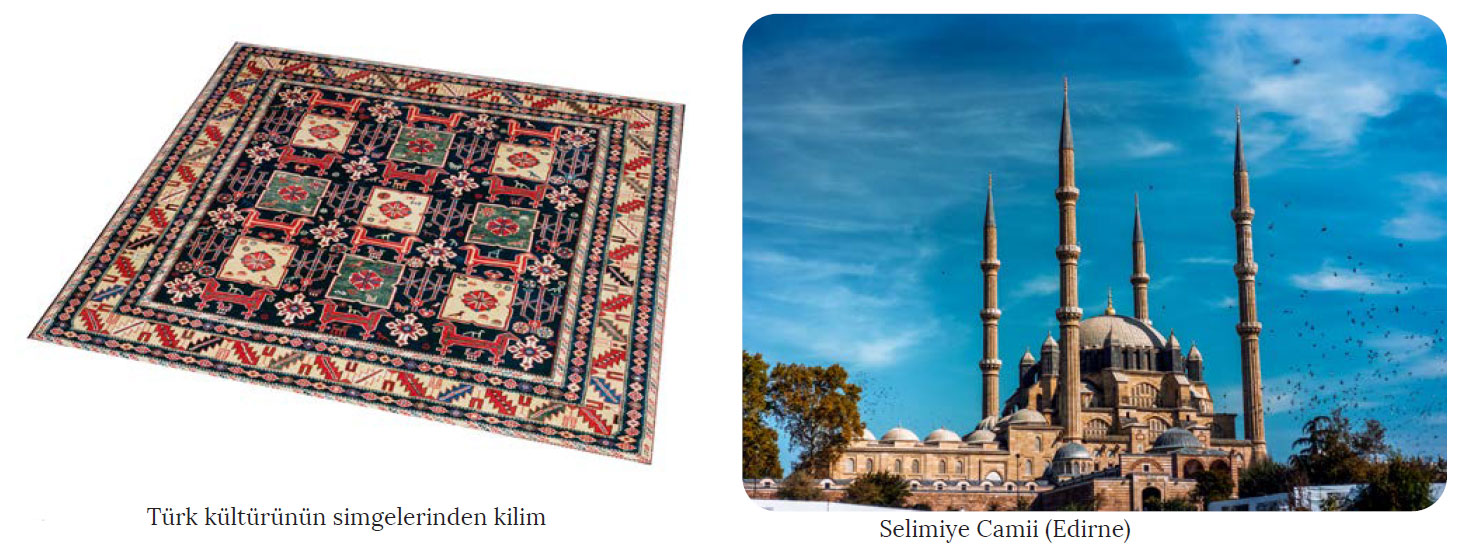 Türk kültürünün simgelerinden kilim
Selimiye Camii (Edirne)